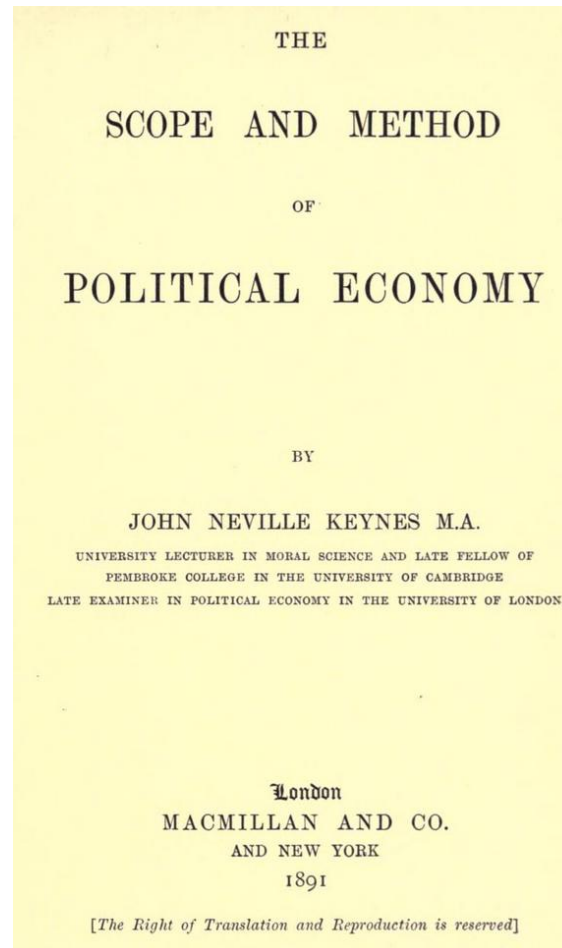 THE
SCOPE AND METHOD
OF
POLITICAL ECONOMY
BY
JOHN NEVILLE KEYNES M.A.
UNIVERSITY LECTURER IN MORAL SCIENCE AND LATE FELLOW OF
PEMBROKE COLLEGE IN THE UNIVERSITY OF CAMBRIDGE
LATE EXAMINER IN POLITICAL ECONOMY IN THE UNIVERSITY OF LONDON
London
MACMILLAN AND CO.
AND NEW YORK
1891
[The Right of Translation and Reproduction is reserved]